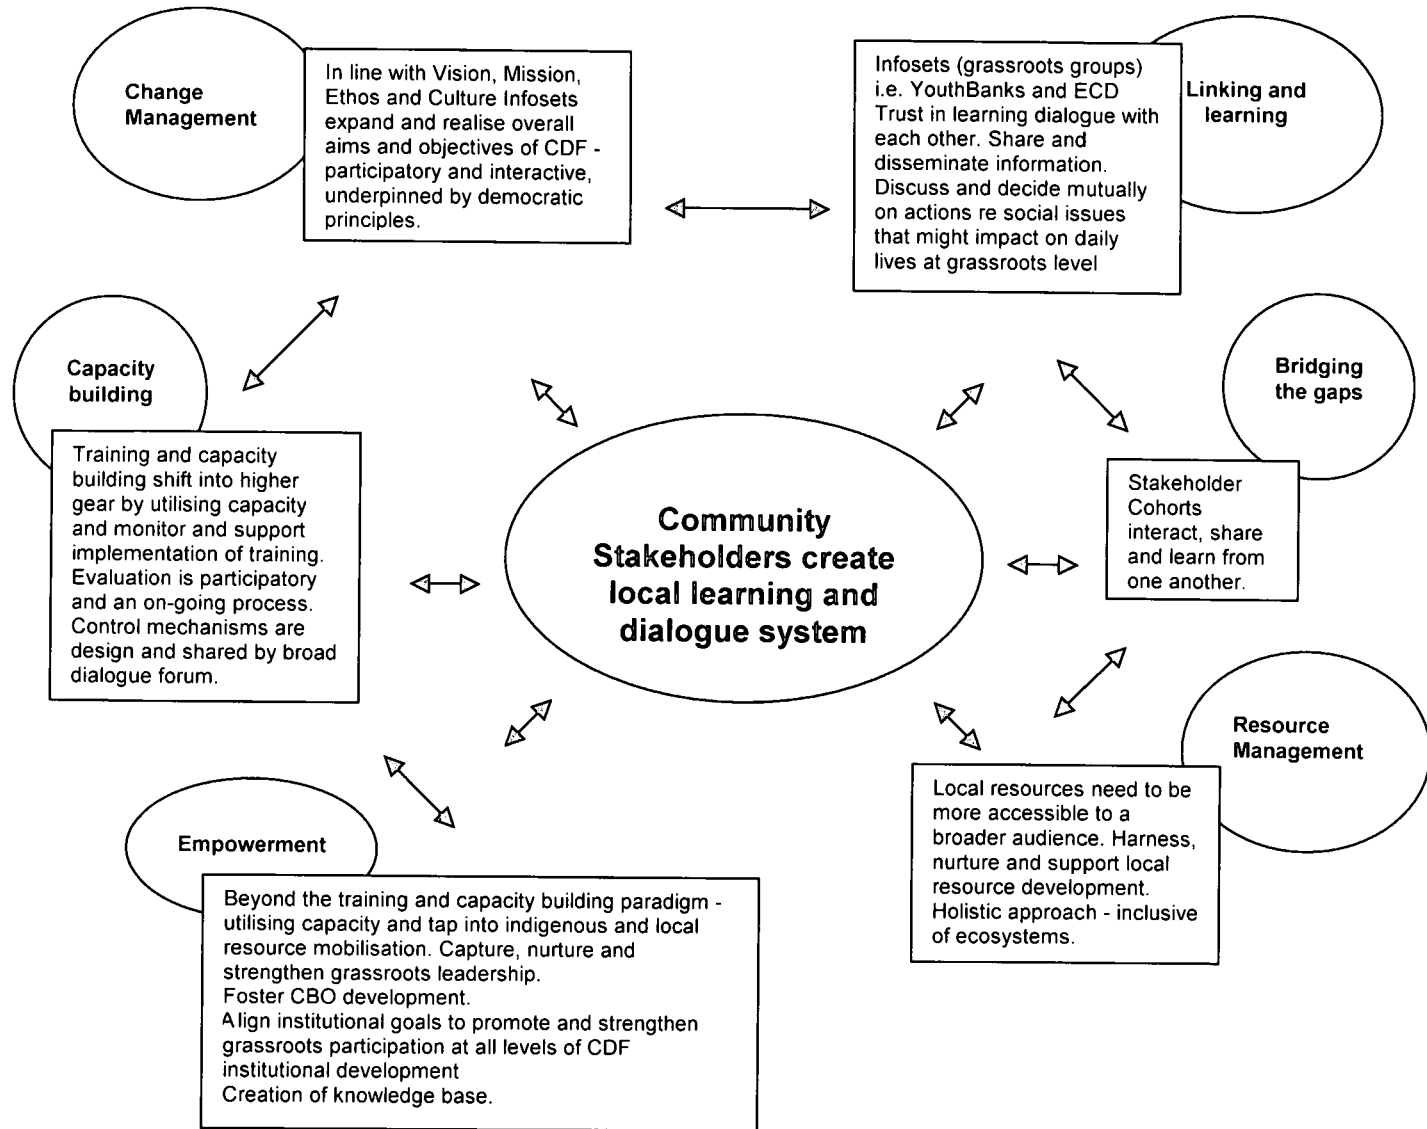 Change
Management
In line with Vision, Mission,
Ethos and Culture Infosets
expand and realise overall
aims and objectives of CDF -
participatory and interactive,
underpinned by democratic
principles.
Infosets (grassroots groups)
i.e. YouthBanks and ECD
Trust in learning dialogue with
each other. Share and
disseminate information.
Discuss and decide mutually
on actions re social issues
that might impact on daily
lives at grassroots level
Linking and
learning
Capacity
building
Training and capacity
building shift into higher
gear by utilising capacity
and monitor and support
implementation of training.
Evaluation is participatory
and an on-going process.
Control mechanisms are
design and shared by broad
dialogue forum.
Community
Stakeholders create
local learning and
dialogue system
Bridging
the gaps
Stakeholder
Cohorts
interact, share
and learn from
one another.
Resource
Management
Local resources need to be
more accessible to a
broader audience. Harness,
nurture and support local
resource development.
Holistic approach - inclusive
of ecosystems.
Empowerment
Beyond the training and capacity building paradigm -
utilising capacity and tap into indigenous and local
resource mobilisation. Capture, nurture and
strengthen grassroots leadership.
Foster CBO development.
Align institutional goals to promote and strengthen
grassroots participation at all levels of CDF
institutional development
Creation of knowledge base.